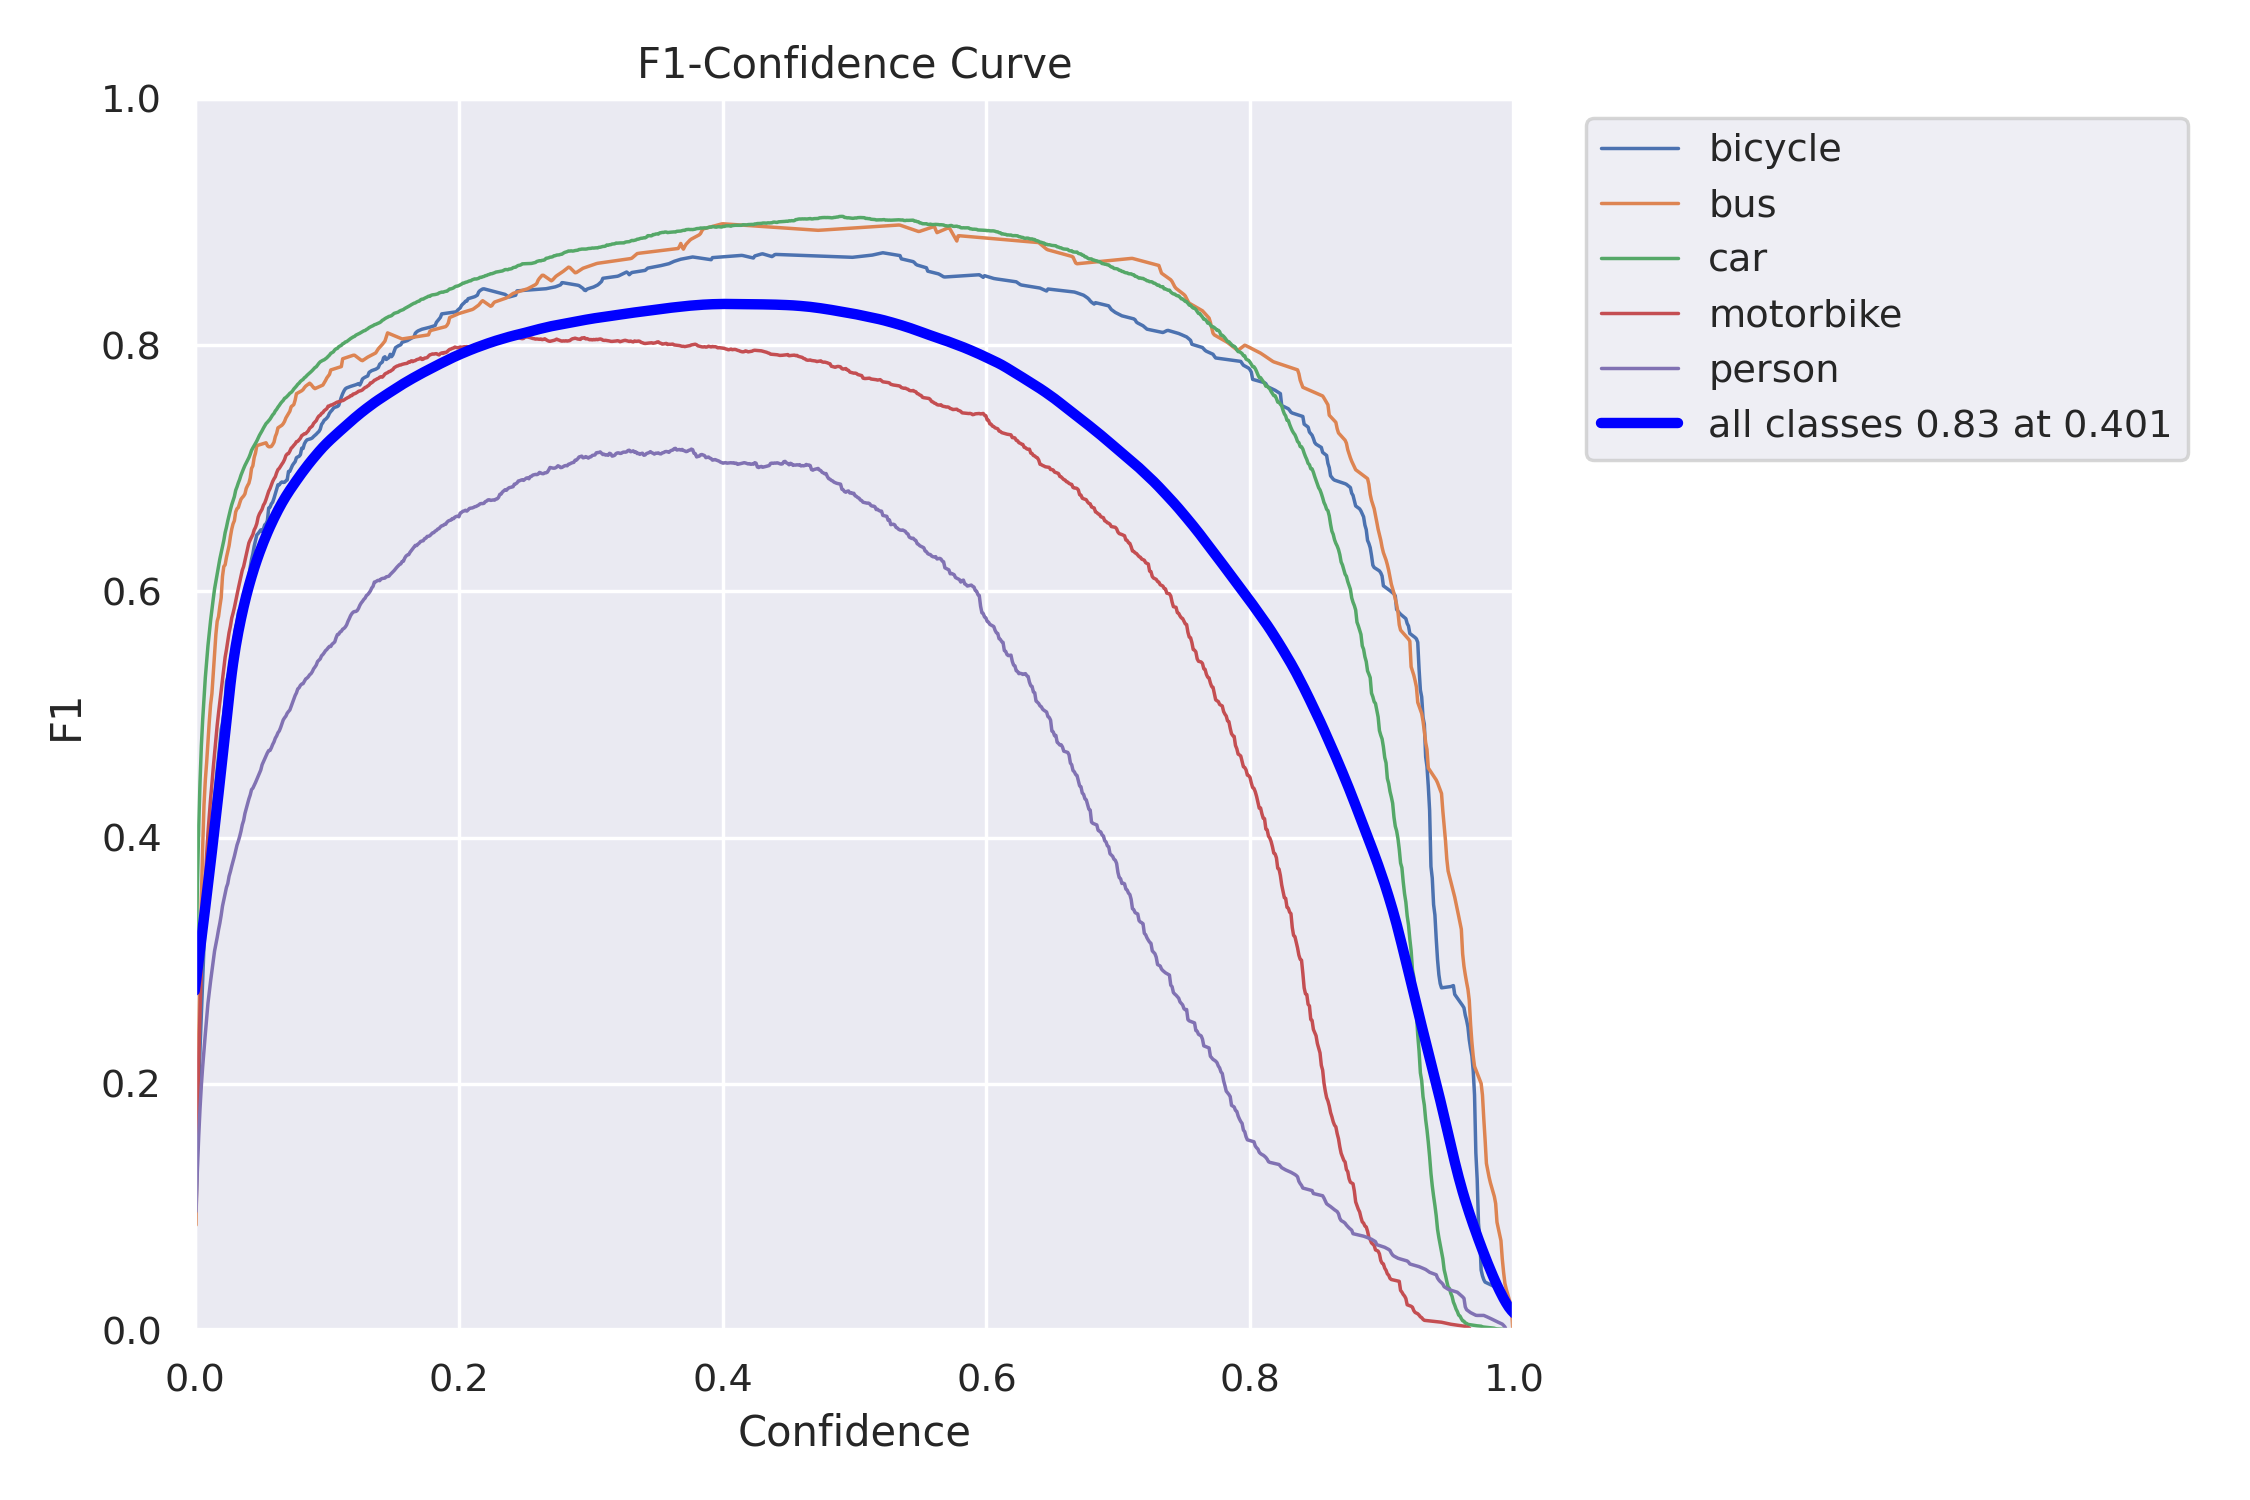 F1-Confidence Curve
1.0
0.8
0.6
0.4
0.2
0.0
F1
0.0 0.2 0.4 0.6 0.8 1.0
Confidence
bicycle
bus
car
motorbike
person
all classes 0.83 at 0.401